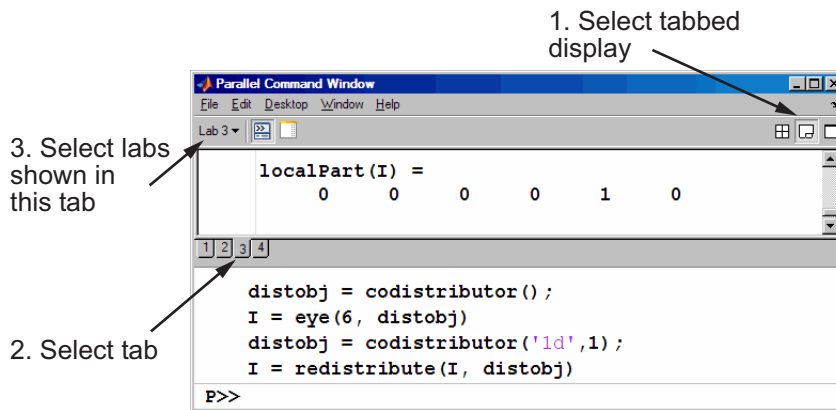 1. Select tabbed
display
Parallel Command Window
File Edit Desktop Window Help
Lab 3
3. Select labs
shown in
this tab
localPart(I) =
0 0 0 0 1 0
1 2 3 4
distobj = codistributor();
I = eye(6, distobj)
distobj = codistributor('1d',1);
I = redistribute(I, distobj)
2. Select tab
P>>